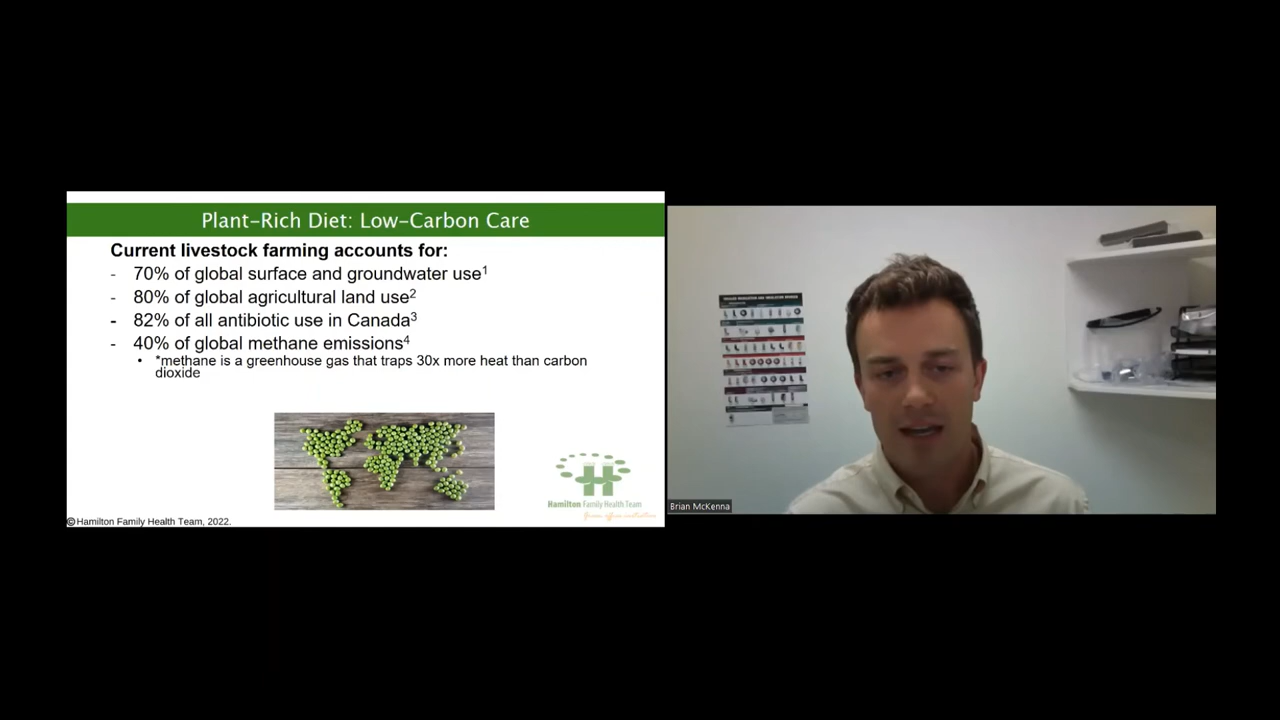 Plant-Rich Diet: Low-Carbon Care
Current livestock farming accounts for:
- 70% of global surface and groundwater use1
- 80% of global agricultural land use2
- 82% of all antibiotic use in Canada3
- 40% of global methane emissions4
• *methane is a greenhouse gas that traps 30x more heat than carbon
dioxide
H
Hamilton Family Health Team
©Hamilton Family Health Team, 2022.
Brian McKenna